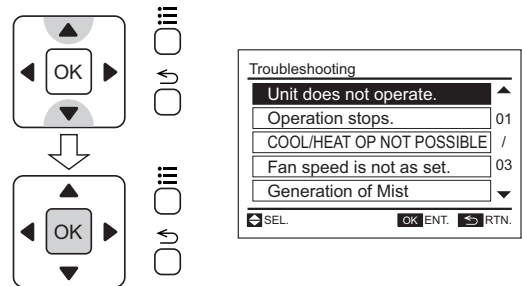 OK
OK
Troubleshooting
Unit does not operate.
Operation stops.
COOL/HEAT OP NOT POSSIBLE
Fan speed is not as set.
Generation of Mist
01
/
03
SEL. OK ENT. RTN.